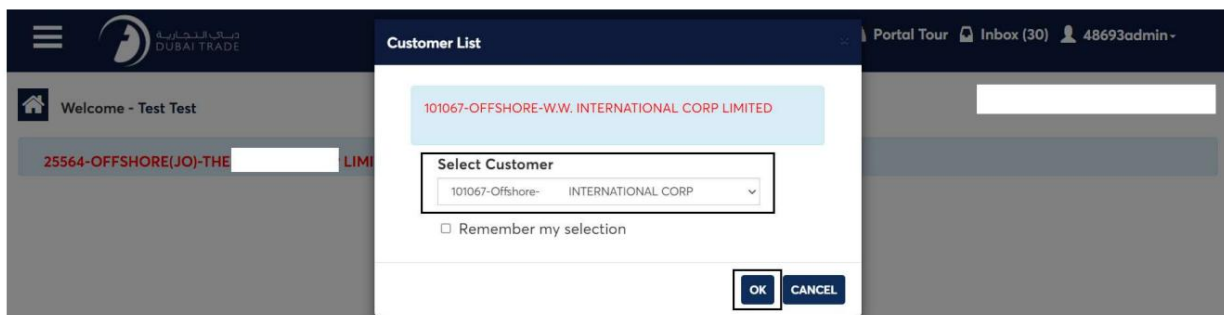 دبي التجارية
DUBAI TRADE
Customer List
Portal Tour Inbox (30) 48693admin
Welcome - Test Test
101067-OFFSHORE-W.W. INTERNATIONAL CORP LIMITED
25564-OFFSHORE(JO)-THE LIMI
Select Customer
101067-Offshore- INTERNATIONAL CORP
Remember my selection
OK CANCEL